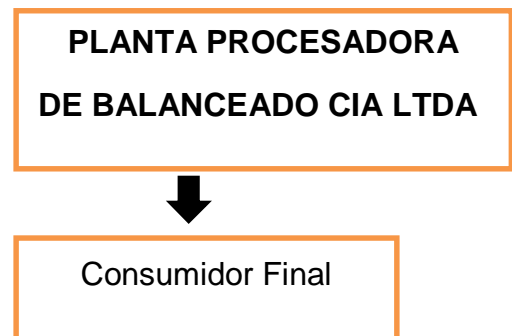 PLANTA PROCESADORA
DE BALANCEADO CIA LTDA
Consumidor Final